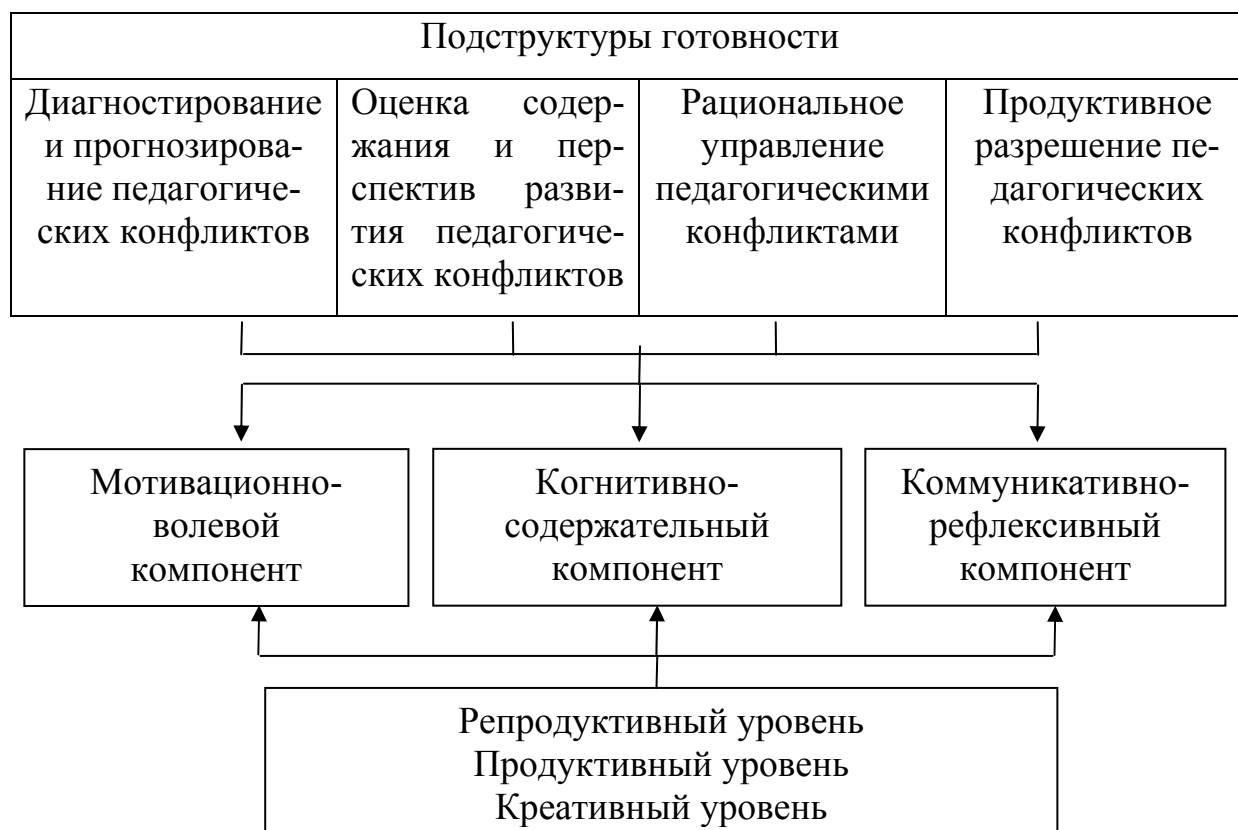 Подструктуры готовности
Диагностирование
и прогнозирова-
ние педагогиче-
ских конфликтов
Оценка содер-
жания и пер-
спектив разви-
тия педагогиче-
ских конфликтов
Рациональное
управление
педагогическими
конфликтами
Продуктивное
разрешение пе-
дагогических
конфликтов
Мотивационно-
волевой
компонент
Когнитивно-
содержательный
компонент
Коммуникативно-
рефлексивный
компонент
Репродуктивный уровень
Продуктивный уровень
Креативный уровень